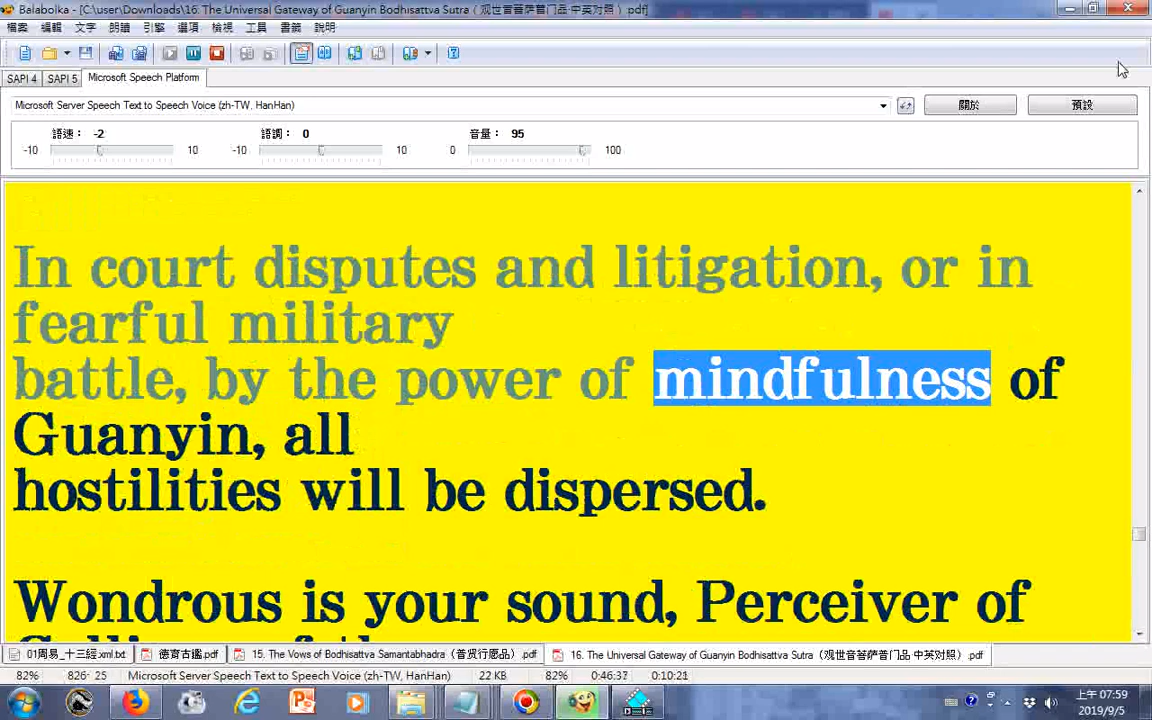 Balabolka - [C:\user\Downloads\16. The Universal Gateway of Guanyin Bodhisattva Sutra（观世音菩萨普门品 中英对照）.pdf]
檔案 編輯 文字 朗讀 引擎 選項 檢視 工具 書籤 說明
SAPI 4 SAPI 5 Microsoft Speech Platform
Microsoft Server Speech Text to Speech Voice (zh-TW, HanHan) 關於 預設
語速： -2 語調： 0 音量： 95
-10 10 -10 10 0 100
In court disputes and litigation, or in
fearful military
battle, by the power of mindfulness of
Guanyin, all
hostilities will be dispersed.
Wondrous is your sound, Perceiver of
01周易_十三經.xml.txt 德育古鑑.pdf 15. The Vows of Bodhisattva Samantabhadra（普贤行愿品）.pdf 16. The Universal Gateway of Guanyin Bodhisattva Sutra（观世音菩萨普门品 中英对照）.pdf
82% 826: 25 Microsoft Server Speech Text to Speech Voice (zh-TW, HanHan) 22 KB 82% 0:46:37 0:10:21
上午 07:59
2019/9/5